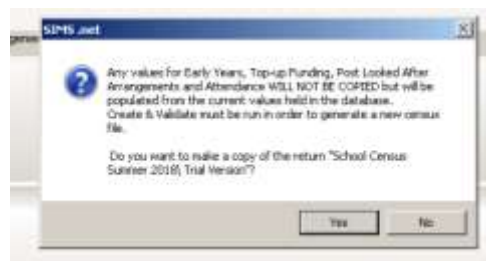 SIMS .net
Any values for Early Years, Top-up Funding, Post Looked After
Arrangements and Attendance WILL NOT BE COPIED but will be
populated from the current values held in the database.
Create & Validate must be run in order to generate a new census
file.
Do you want to make a copy of the return "School Census
Summer 2018\ Trial Version"?
Yes
No